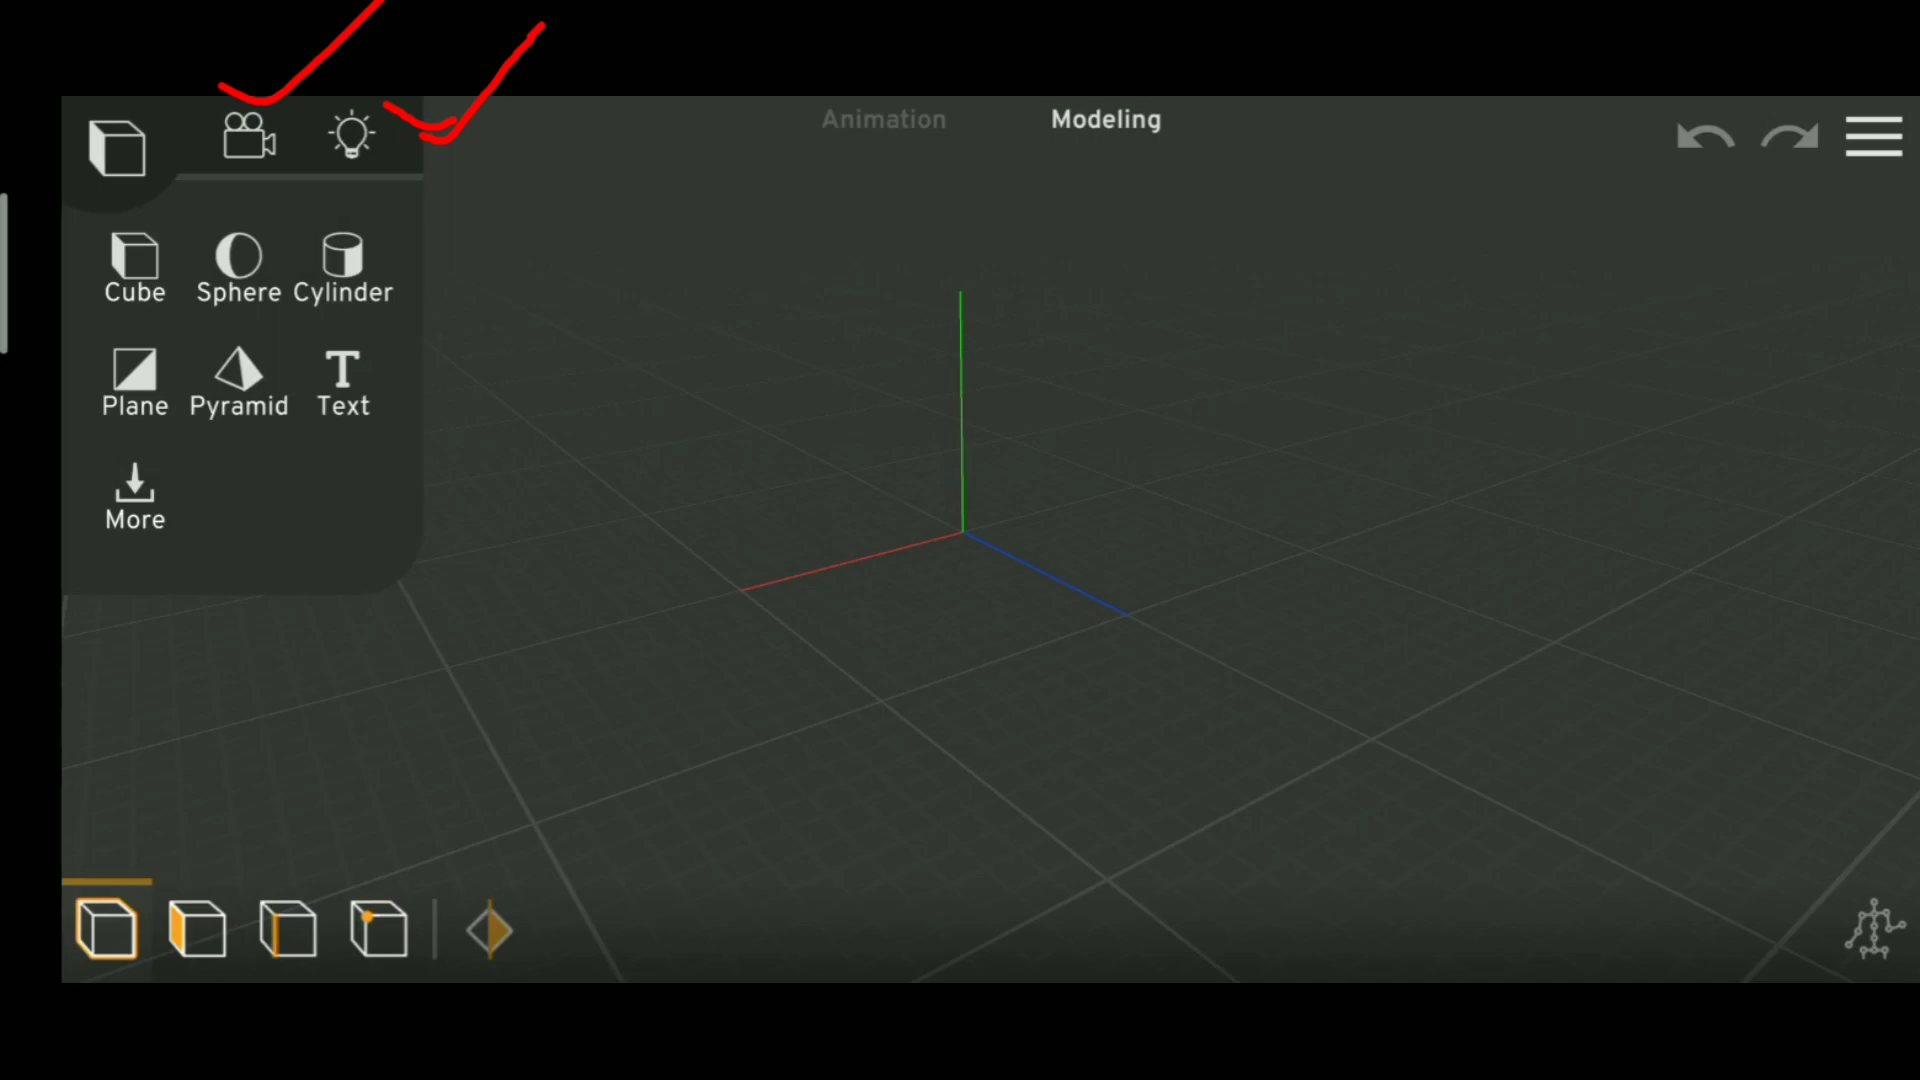 Animation Modeling
Cube Sphere Cylinder
Plane Pyramid Text
More